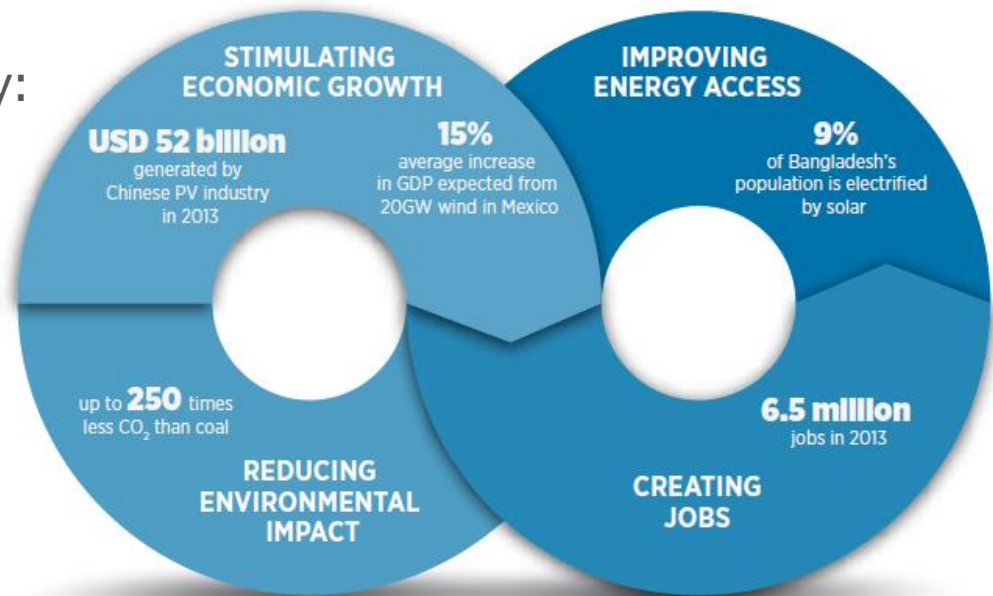 y:
STIMULATING
ECONOMIC GROWTH
USD 52 billion
generated by
Chinese PV industry
in 2013
15%
average increase
in GDP expected from
20GW wind in Mexico
IMPROVING
ENERGY ACCESS
9%
of Bangladesh's
population is electrified
by solar
up to 250 times
less CO₂ than coal
REDUCING
ENVIRONMENTAL
IMPACT
6.5 million
jobs in 2013
CREATING
JOBS